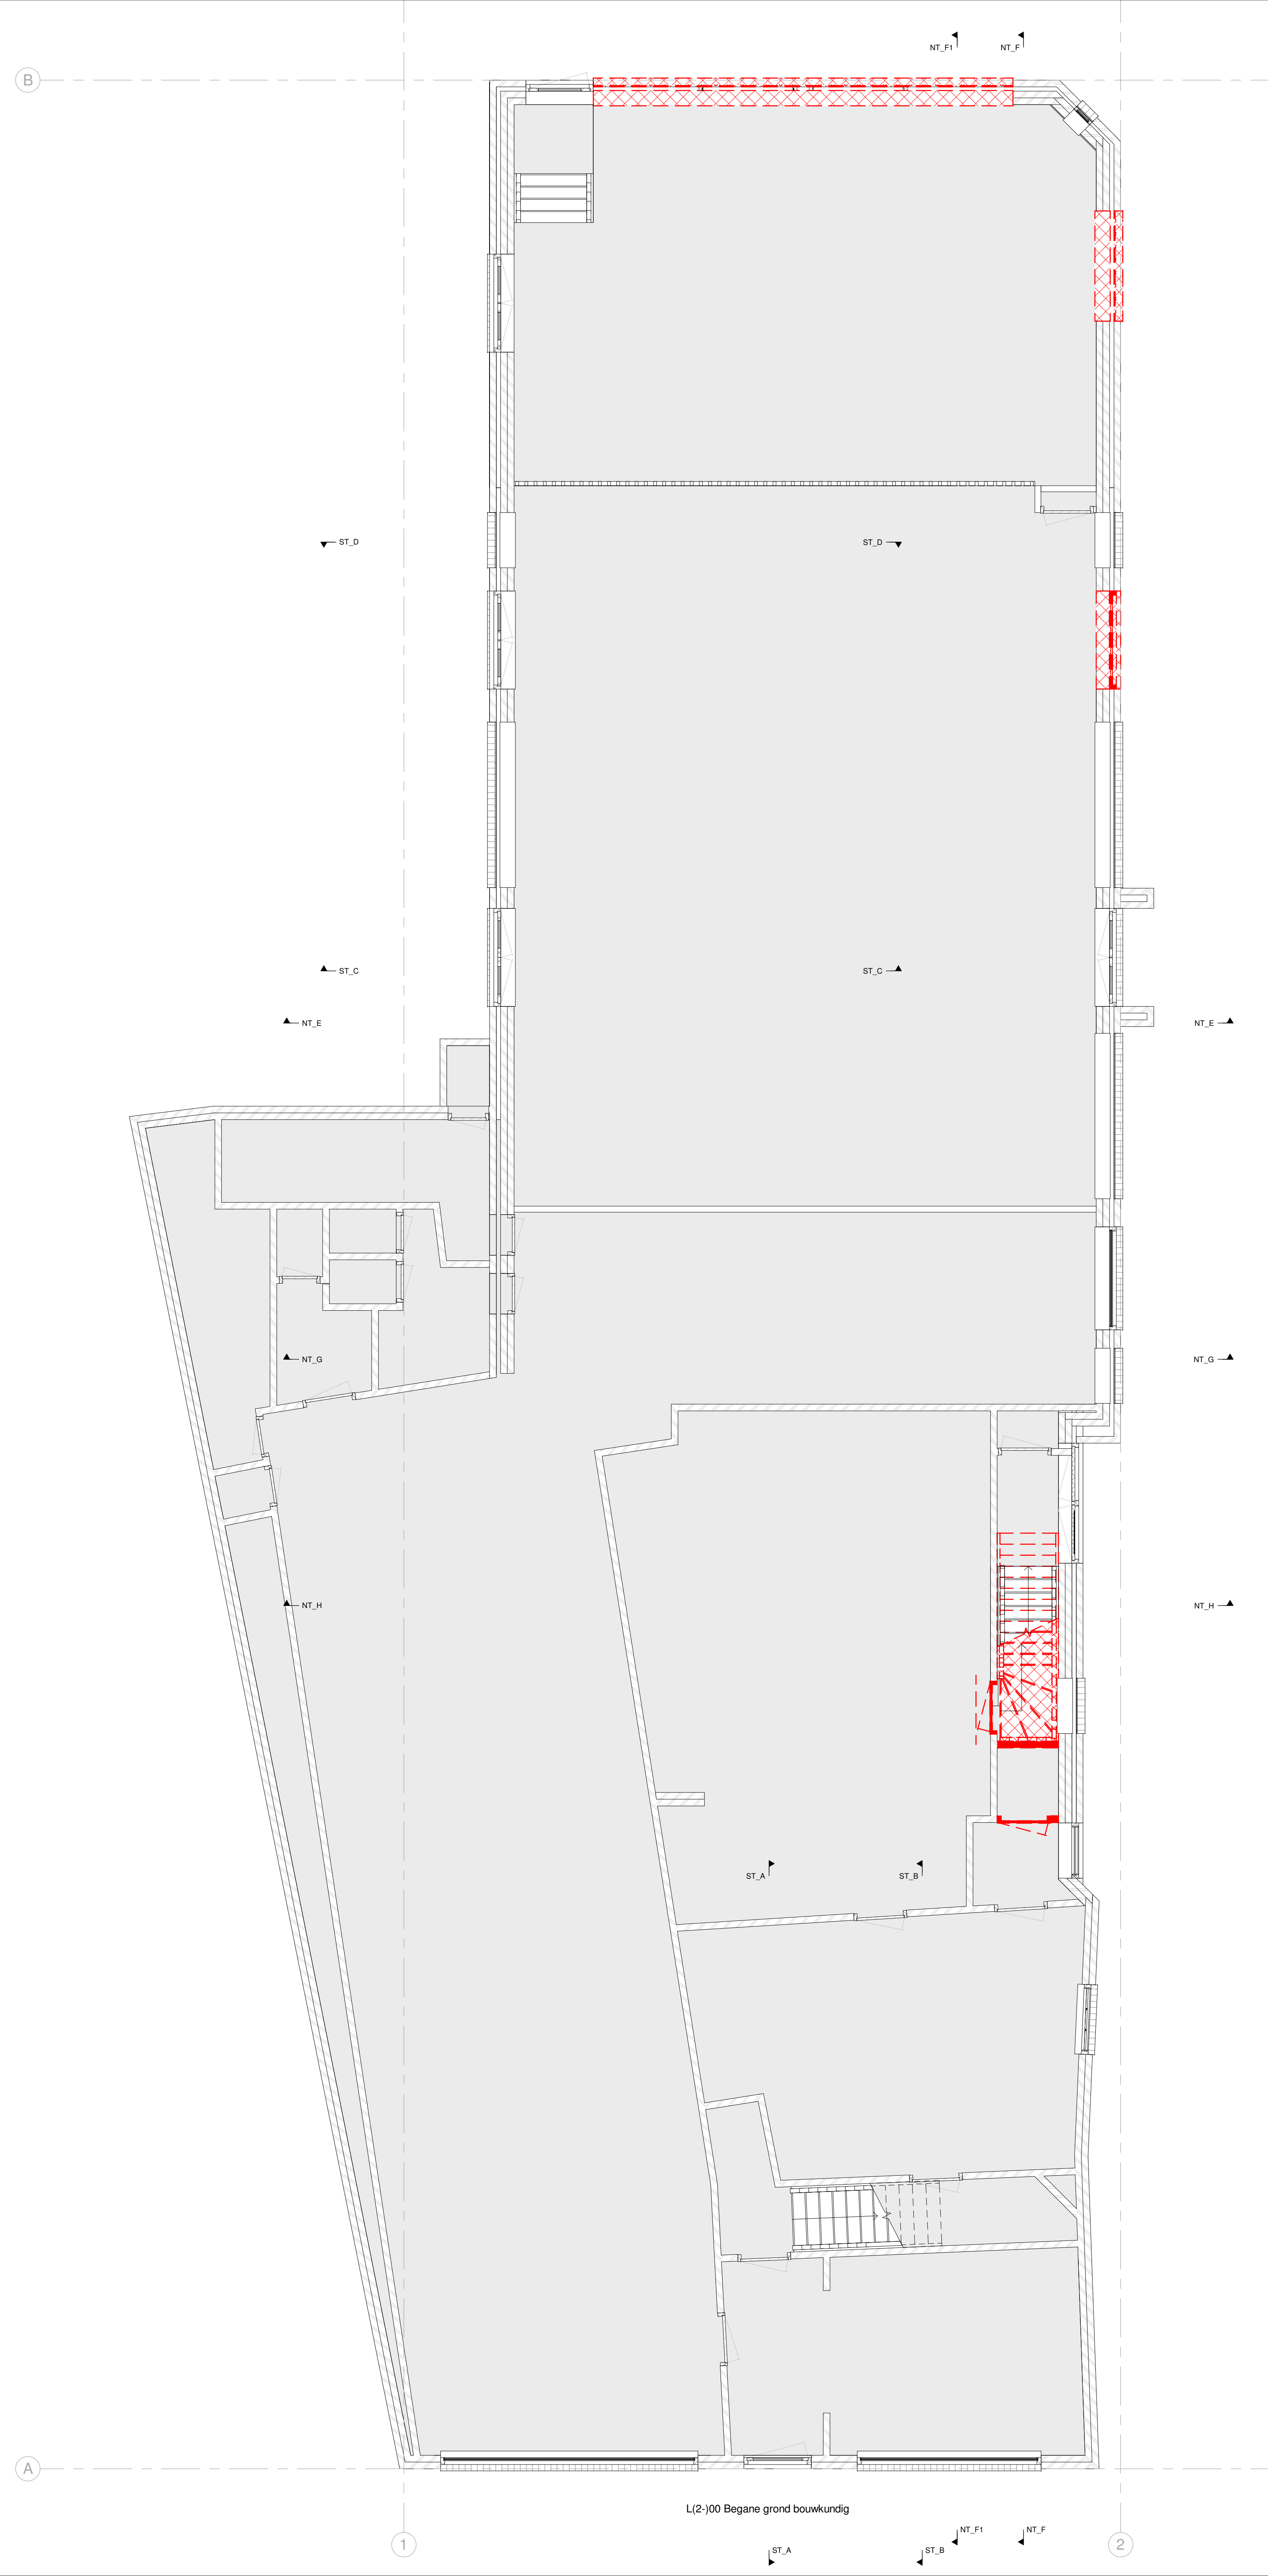 NT_F1 NT_F
B
ST_D ST_D
ST_C ST_C
NT_E NT_E
NT_G NT_G
NT_H NT_H
ST_A ST_B
A
L(2-)00 Begane grond bouwkundig
NT_F1 NT_F
1 2
ST_A ST_B